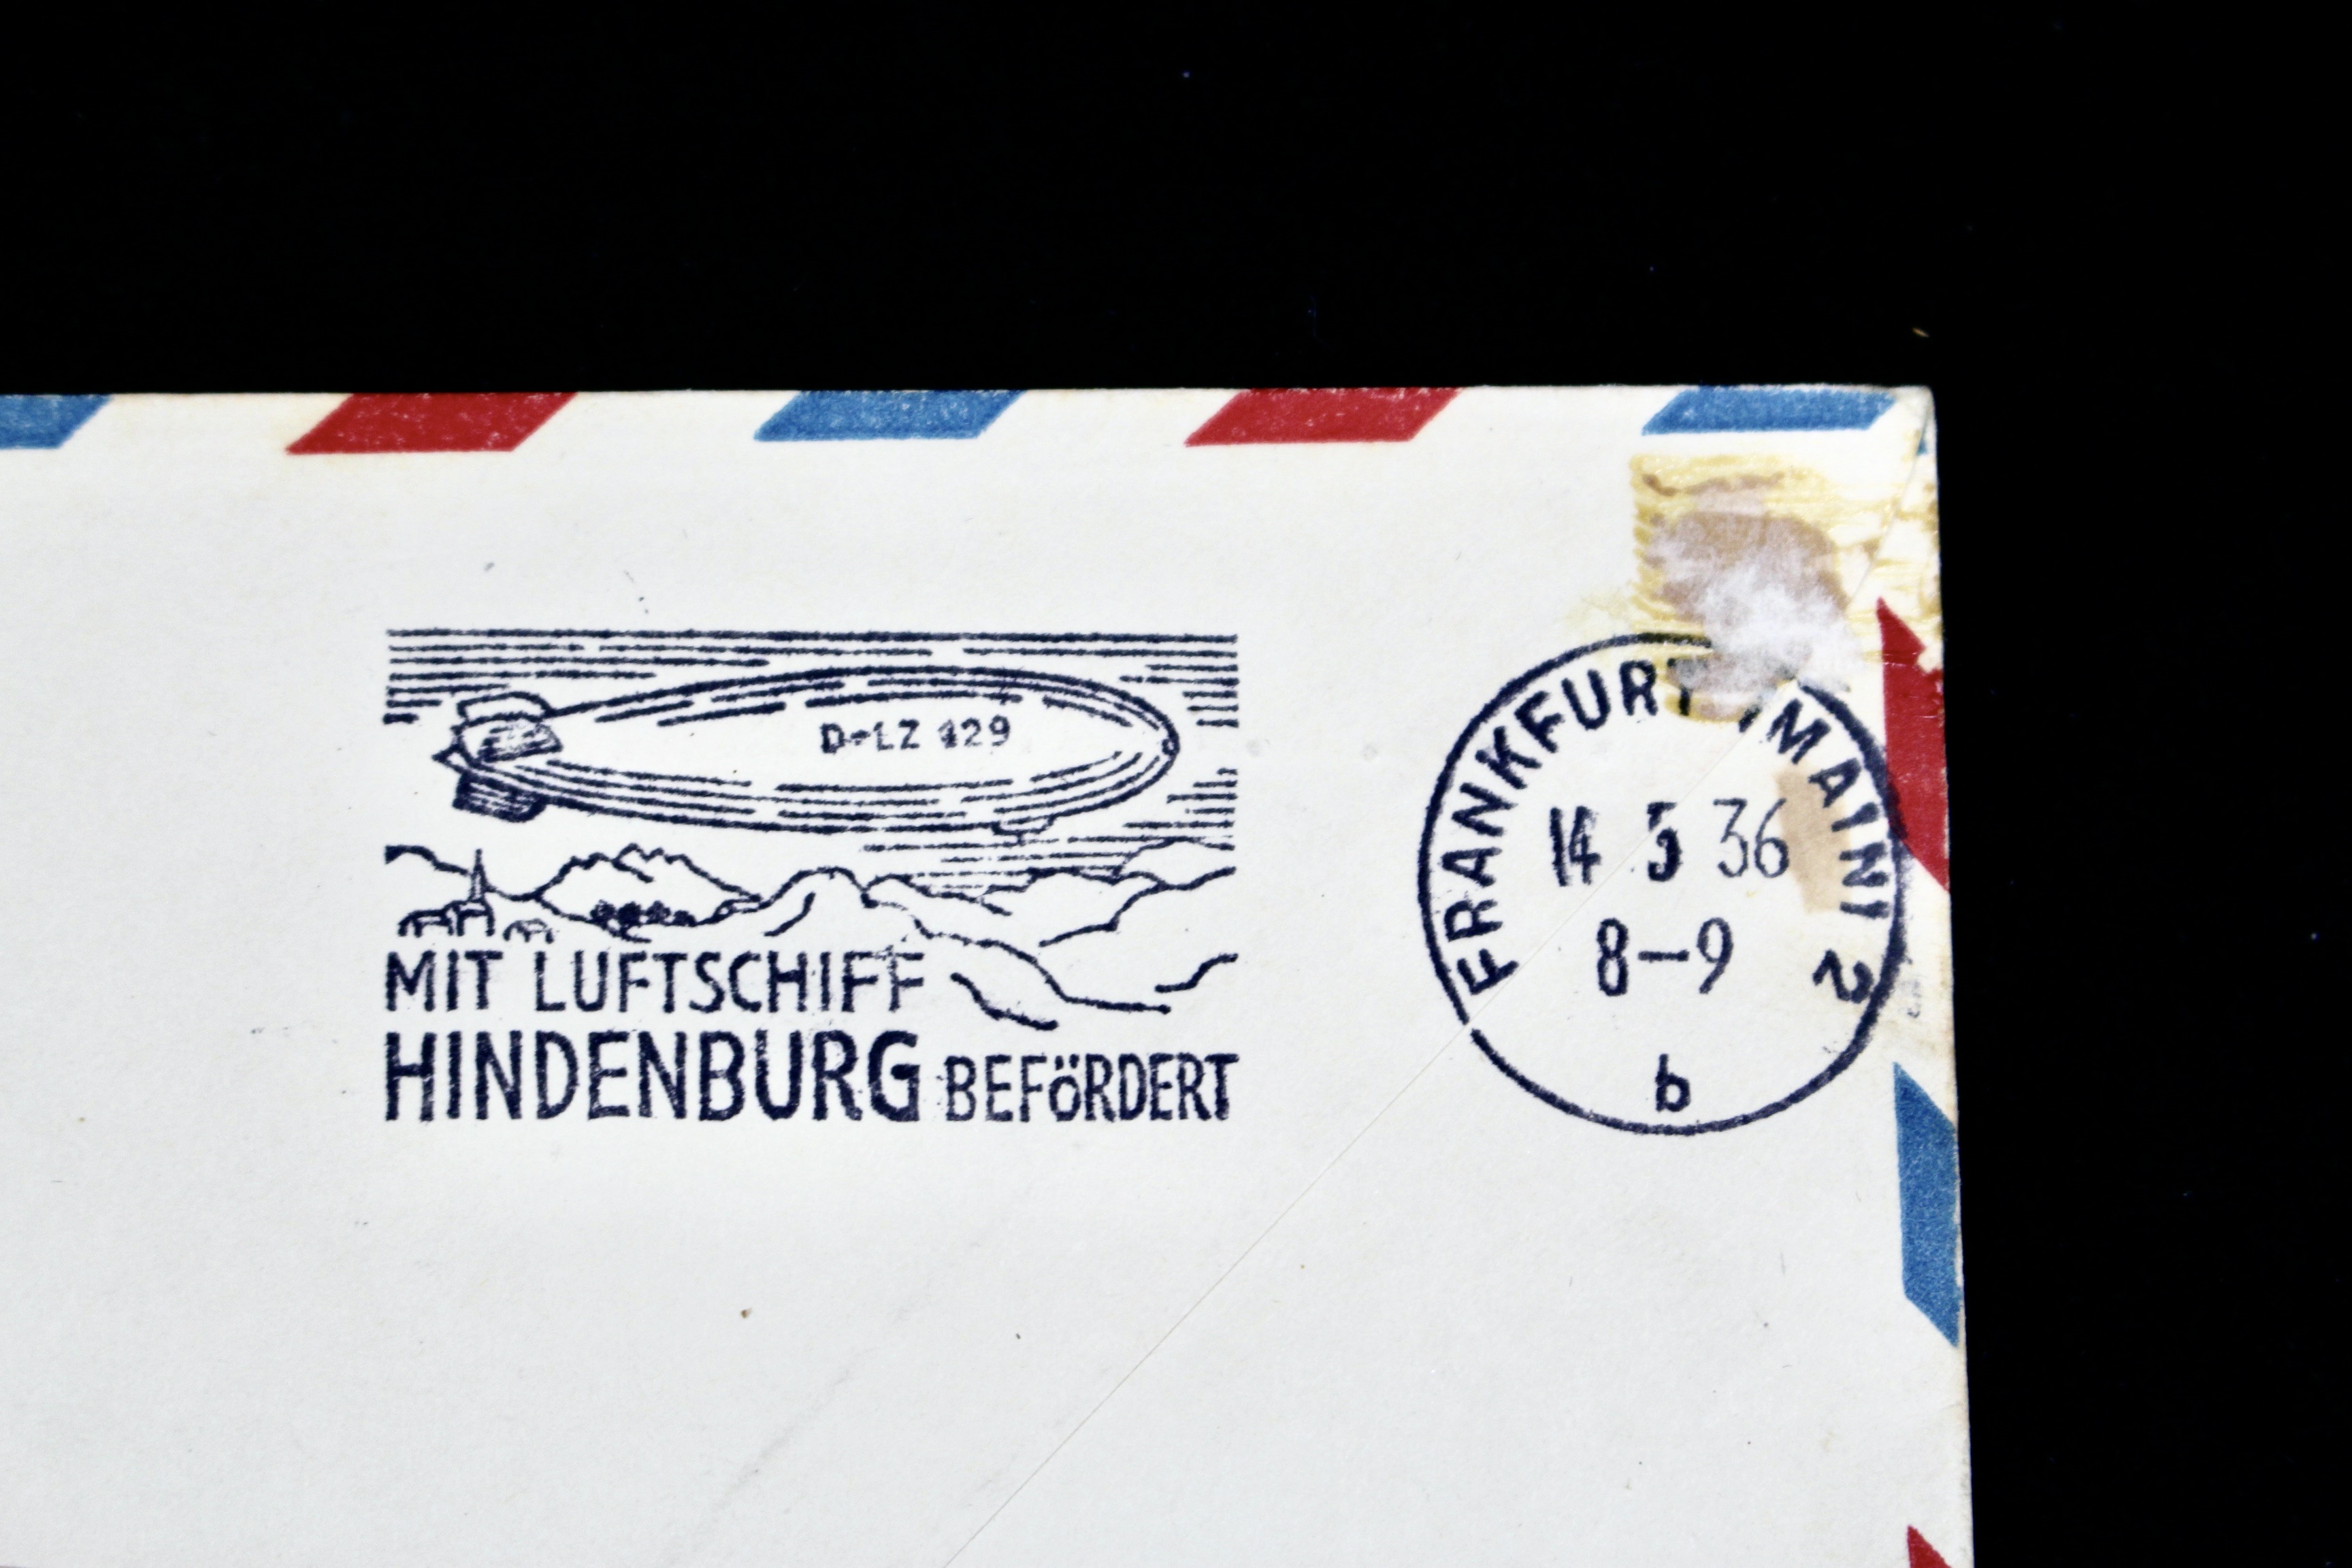 D-LZ 129
MIT LUFTSCHIFF
HINDENBURG BEFÖRDERT
FRANKFURT (MAIN) 2
14 5 36
8–9
b